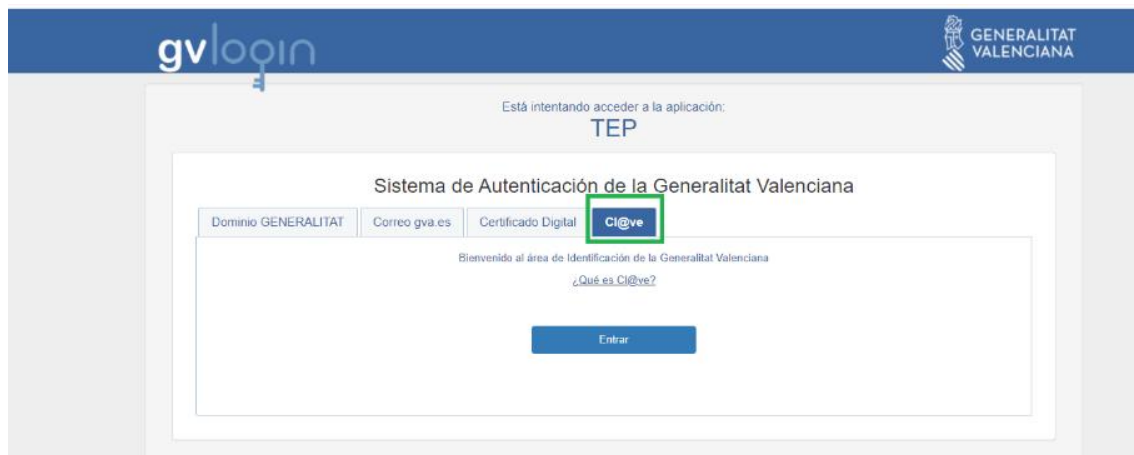 gvlogin
GENERALITAT
VALENCIANA
Está intentando acceder a la aplicación:
TEP
Sistema de Autenticación de la Generalitat Valenciana
Dominio GENERALITAT
Correo gva.es
Certificado Digital
Cl@ve
Bienvenido al área de Identificación de la Generalitat Valenciana
¿Qué es Cl@ve?
Entrar